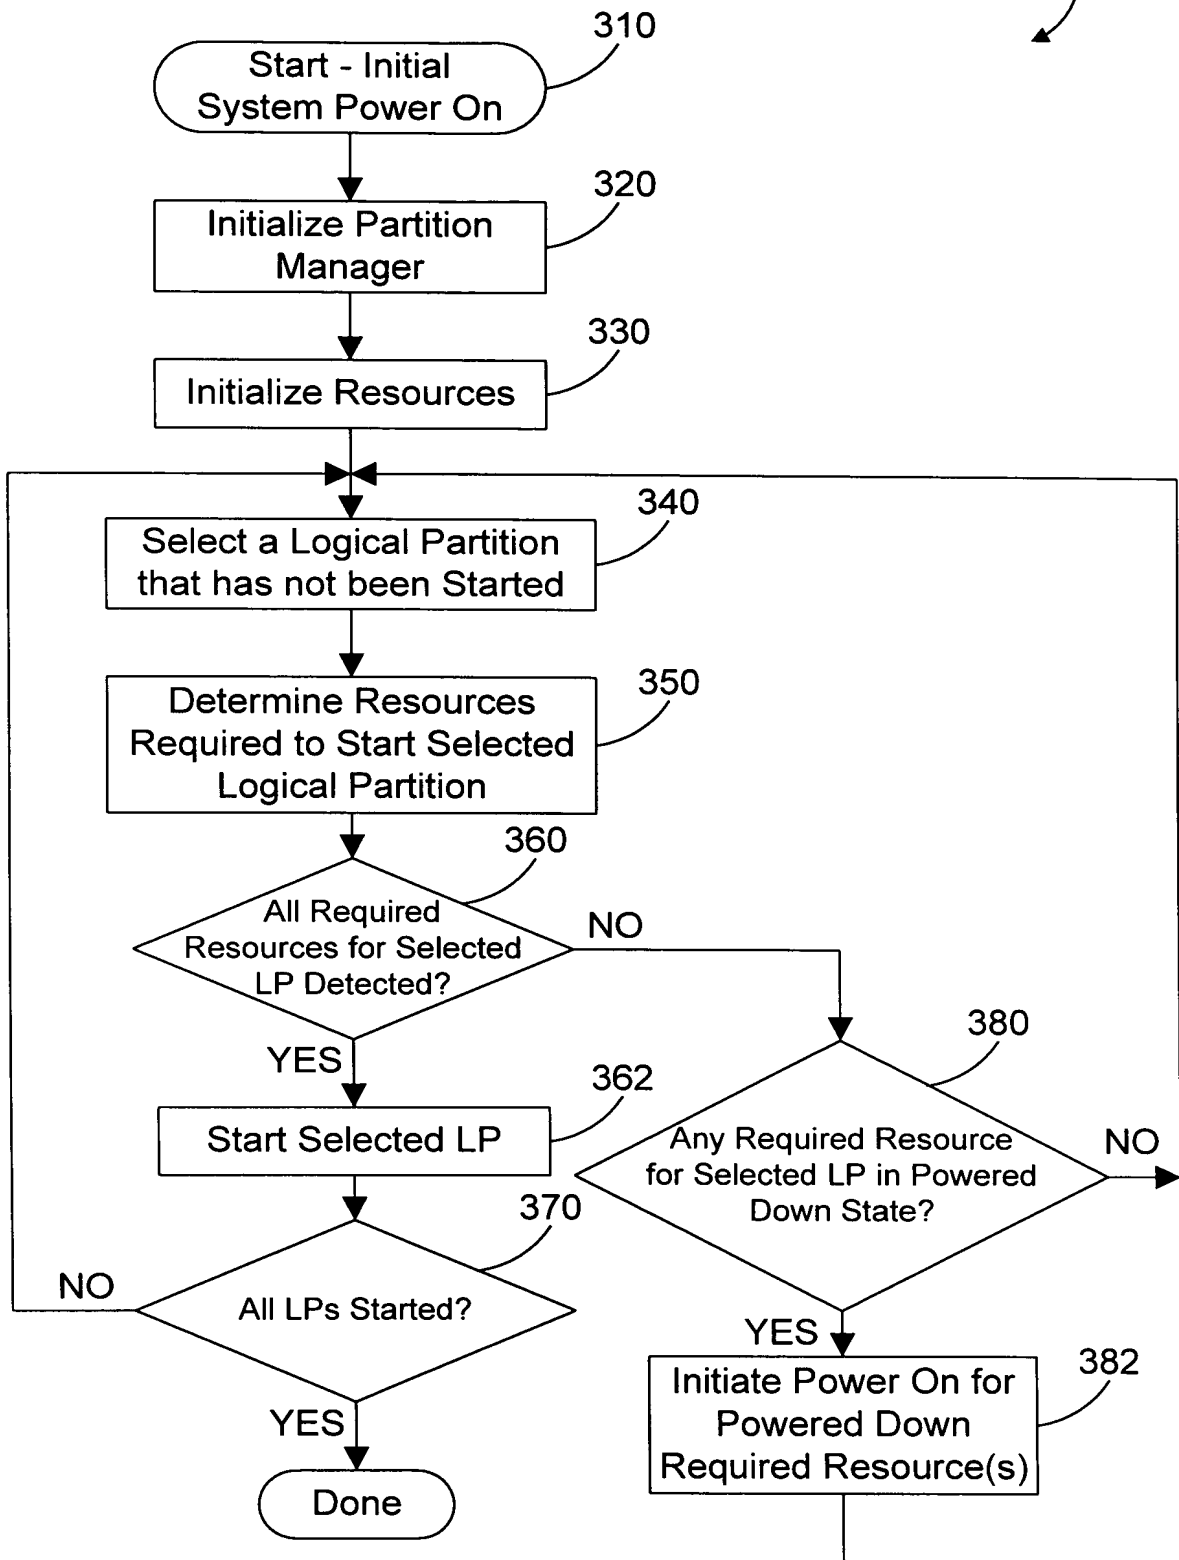 310
Start - Initial
System Power On
320
Initialize Partition
Manager
330
Initialize Resources
340
Select a Logical Partition
that has not been Started
350
Determine Resources
Required to Start Selected
Logical Partition
360
All Required
Resources for Selected
LP Detected?
NO
YES
380
362
Start Selected LP
Any Required Resource
for Selected LP in Powered
Down State?
NO
370
All LPs Started?
NO
YES
YES
382
Initiate Power On for
Powered Down
Required Resource(s)
Done